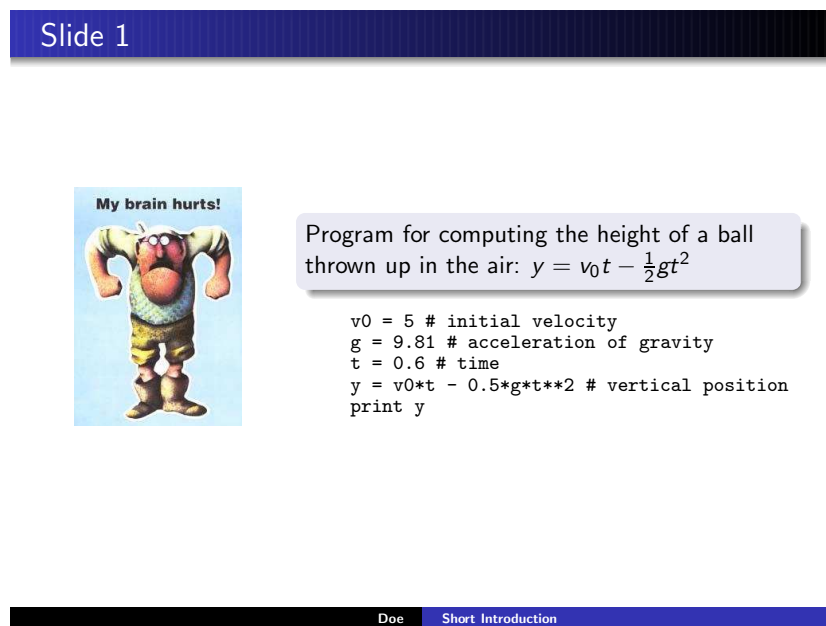 Slide 1
My brain hurts!
Program for computing the height of a ball
thrown up in the air: y = v₀t − ½gt²
v0 = 5 # initial velocity
g = 9.81 # acceleration of gravity
t = 0.6 # time
y = v0*t - 0.5*g*t**2 # vertical position
print y
Doe Short Introduction